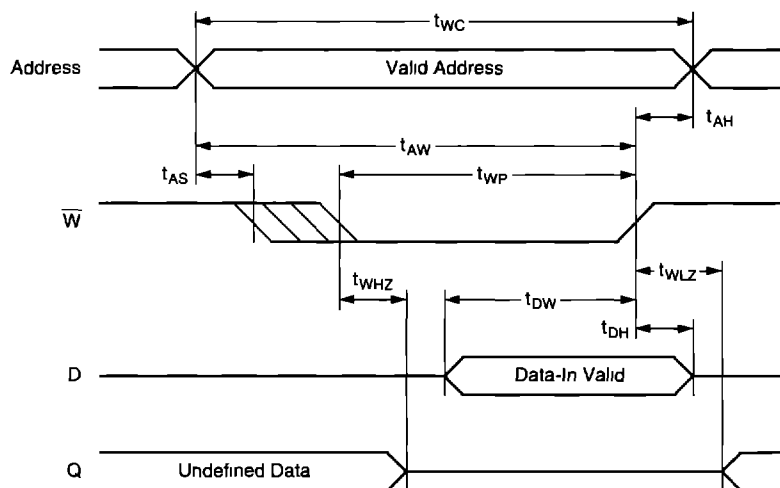 tWC
Address
Valid Address
tAH
tAW
tAS
tWP
W
tWHZ
tDW
tWLZ
tDH
D
Data-In Valid
Q
Undefined Data